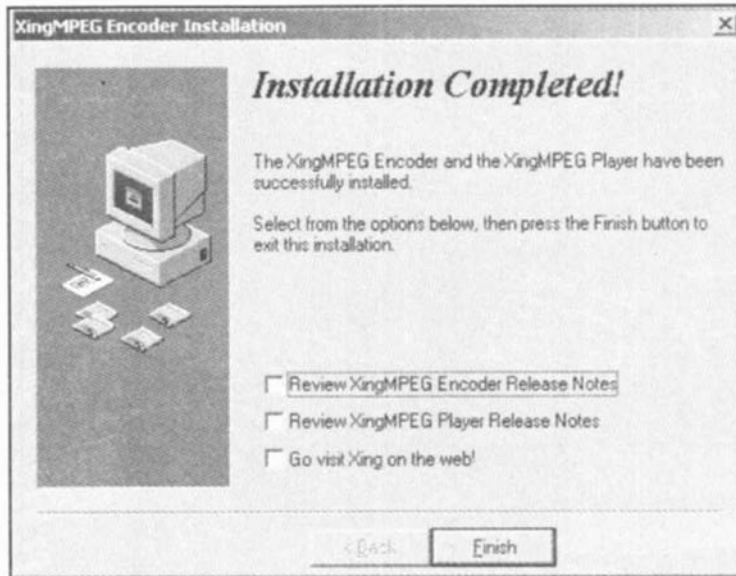 XingMPEG Encoder Installation
Installation Completed!
The XingMPEG Encoder and the XingMPEG Player have been
successfully installed.
Select from the options below, then press the Finish button to
exit this installation.
Review XingMPEG Encoder Release Notes
Review XingMPEG Player Release Notes
Go visit Xing on the web!
< Back
Finish